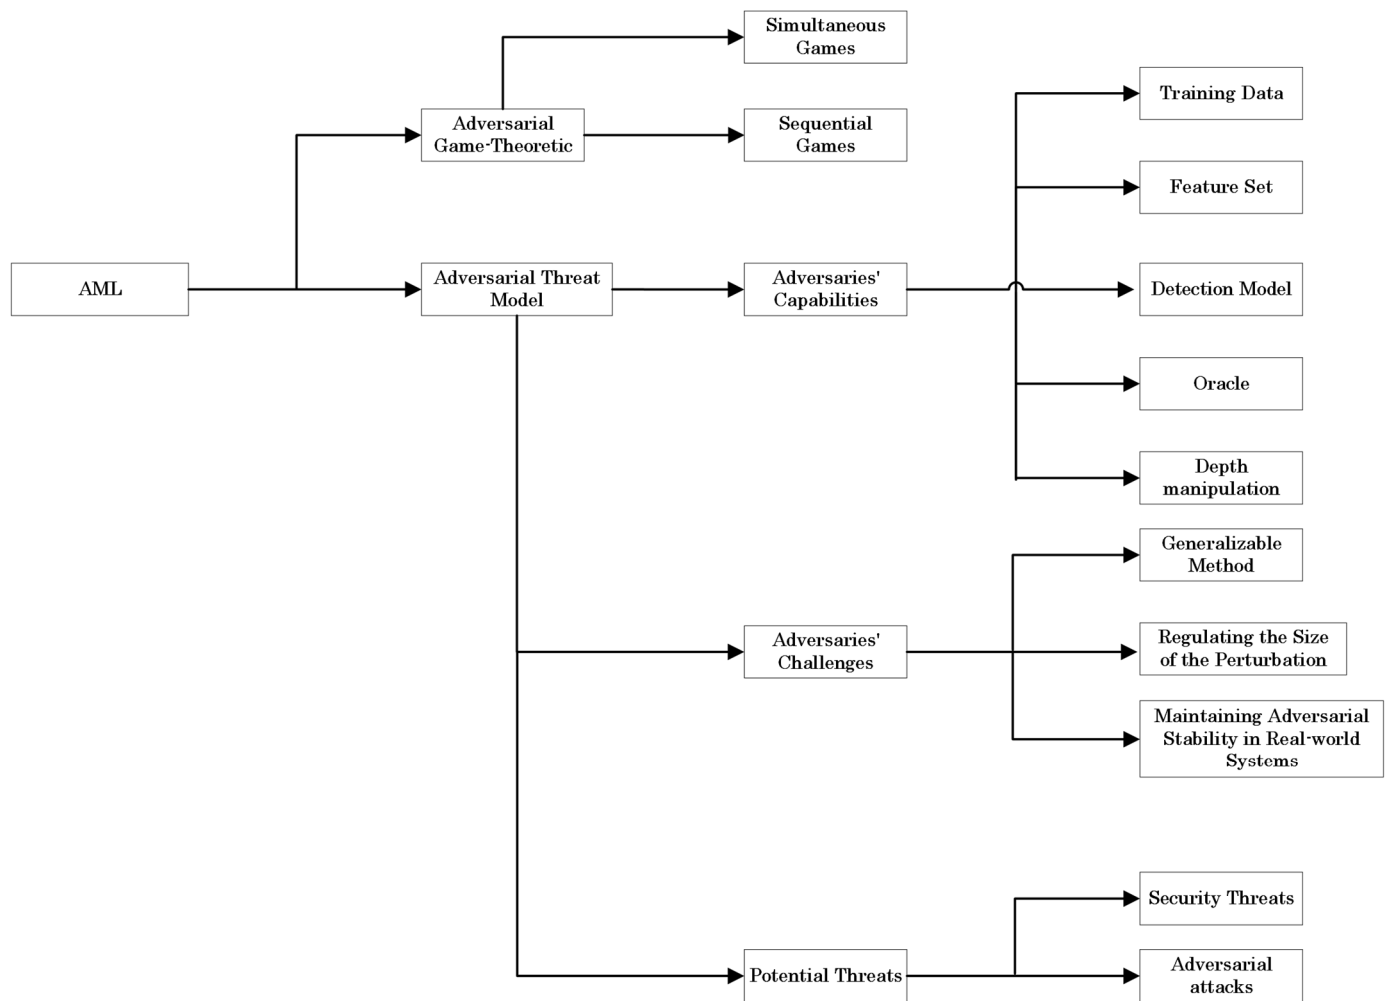 Simultaneous
Games
Adversarial
Game-Theoretic
Sequential
Games
AML
Adversarial Threat
Model
Adversaries'
Capabilities
Training Data
Feature Set
Detection Model
Oracle
Depth
manipulation
Adversaries'
Challenges
Generalizable
Method
Regulating the Size
of the Perturbation
Maintaining Adversarial
Stability in Real-world
Systems
Potential Threats
Security Threats
Adversarial
attacks